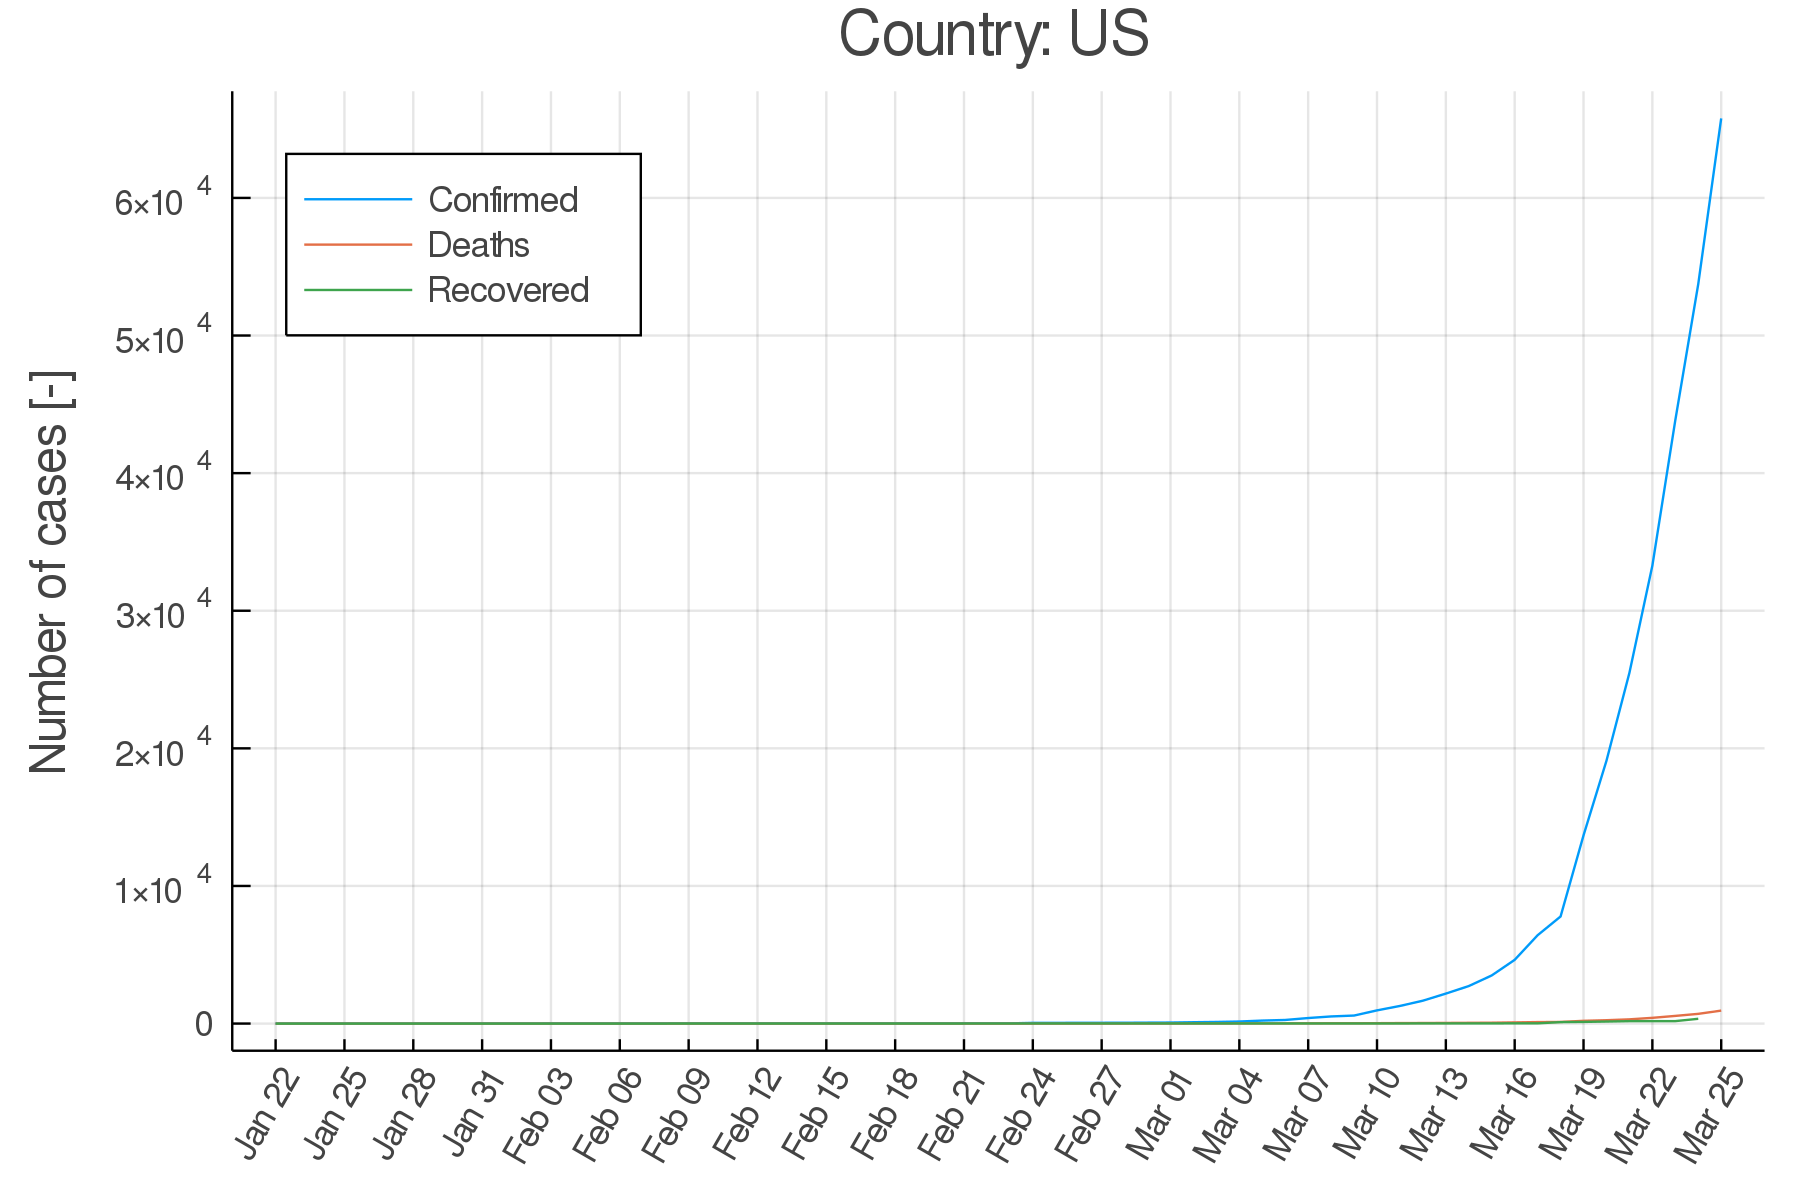 Country: US
Number of cases [-]
6×10 4
5×10 4
4×10 4
3×10 4
2×10 4
1×10 4
0
Confirmed
Deaths
Recovered
Jan 22
Jan 25
Jan 28
Jan 31
Feb 03
Feb 06
Feb 09
Feb 12
Feb 15
Feb 18
Feb 21
Feb 24
Feb 27
Mar 01
Mar 04
Mar 07
Mar 10
Mar 13
Mar 16
Mar 19
Mar 22
Mar 25